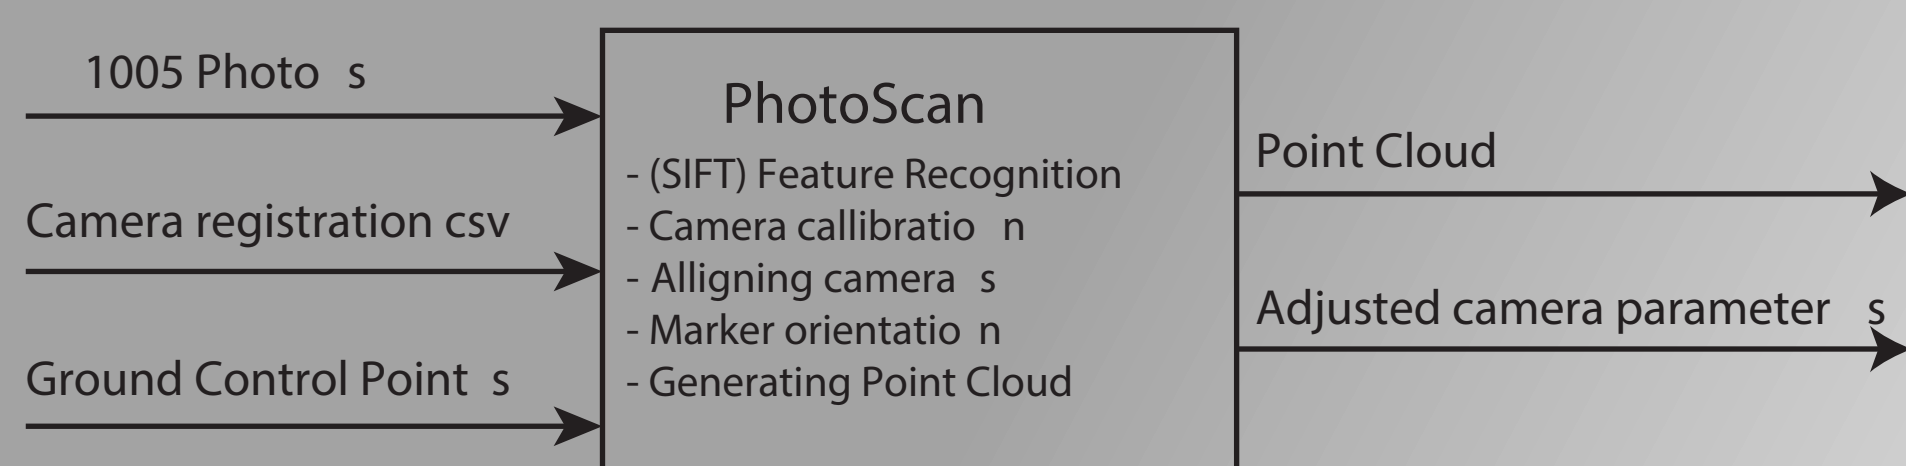 1005 Photo s
Camera registration csv
Ground Control Point s
PhotoScan
- (SIFT) Feature Recognition
- Camera callibratio n
- Alligning camera s
- Marker orientatio n
- Generating Point Cloud
Point Cloud
Adjusted camera parameter s